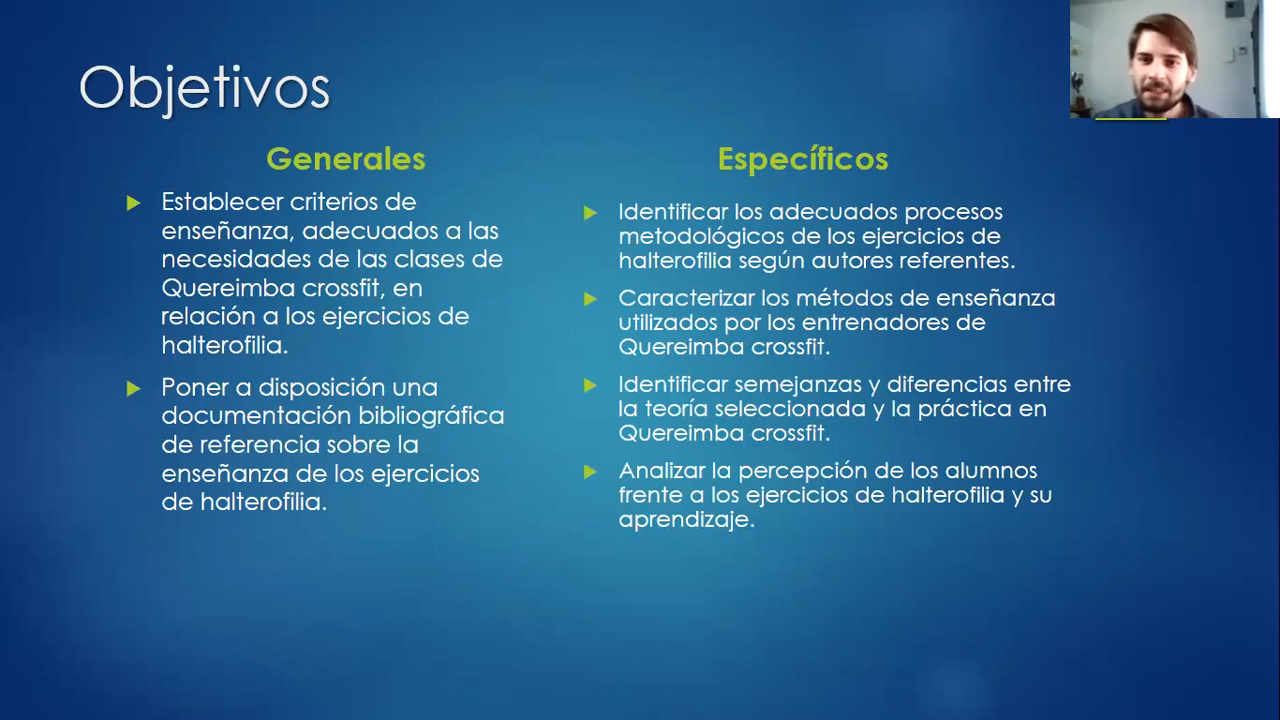 Objetivos
Generales
Establecer criterios de
enseñanza, adecuados a las
necesidades de las clases de
Quereimba crossfit, en
relación a los ejercicios de
halterofilia.
Poner a disposición una
documentación bibliográfica
de referencia sobre la
enseñanza de los ejercicios
de halterofilia.
Específicos
Identificar los adecuados procesos
metodológicos de los ejercicios de
halterofilia según autores referentes.
Caracterizar los métodos de enseñanza
utilizados por los entrenadores de
Quereimba crossfit.
Identificar semejanzas y diferencias entre
la teoría seleccionada y la práctica en
Quereimba crossfit.
Analizar la percepción de los alumnos
frente a los ejercicios de halterofilia y su
aprendizaje.